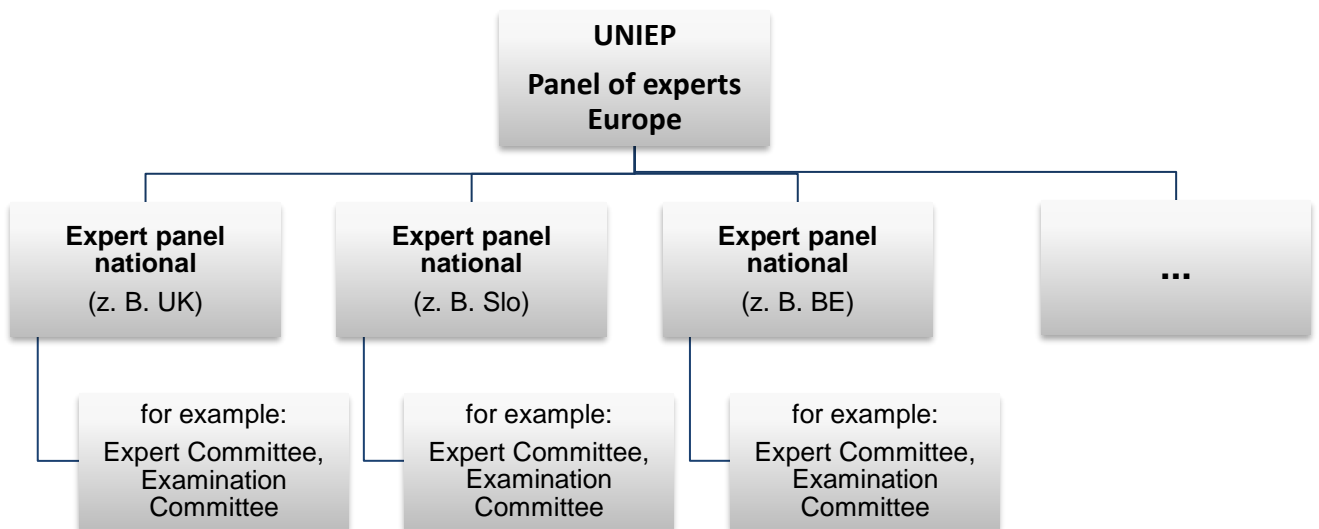 UNIEP
Panel of experts
Europe
Expert panel
national
(z. B. UK)
Expert panel
national
(z. B. Slo)
Expert panel
national
(z. B. BE)
...
for example:
Expert Committee,
Examination
Committee
for example:
Expert Committee,
Examination
Committee
for example:
Expert Committee,
Examination
Committee